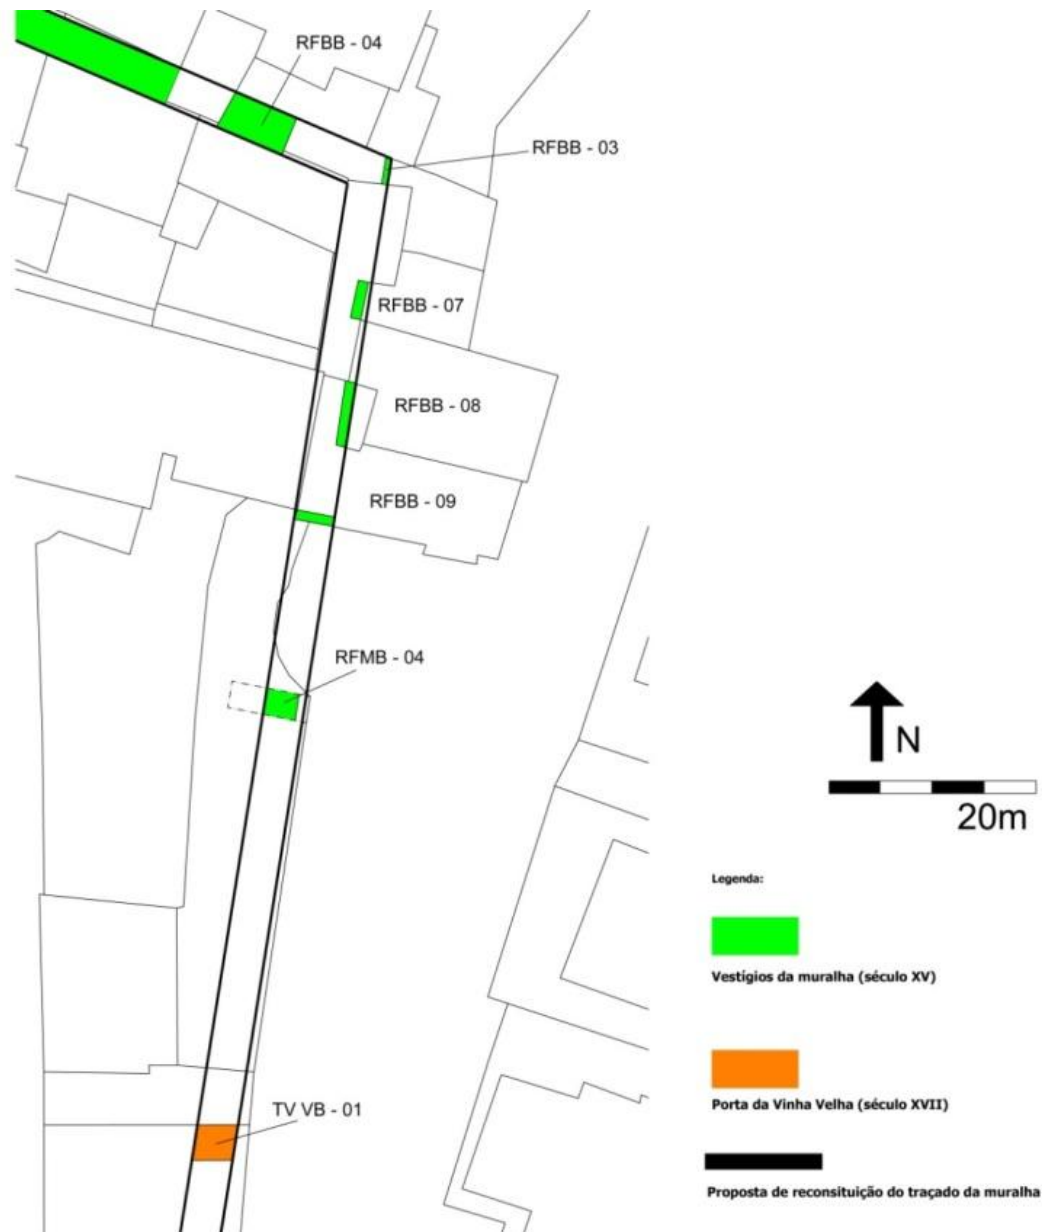 RFBB - 04
RFBB - 03
RFBB - 07
RFBB - 08
RFBB - 09
RFMB - 04
N
20m
Legenda:
Vestígios da muralha (século XV)
Porta da Vinha Velha (século XVII)
TV VB - 01
Proposta de reconsituição do traçado da muralha